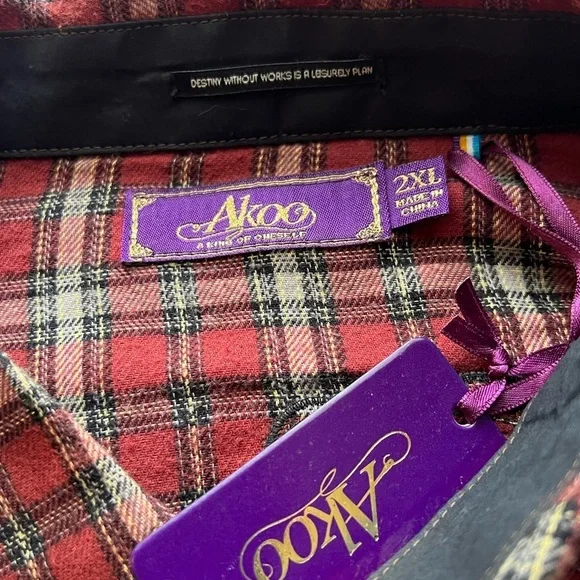 DESTINY WITHOUT WORKS IS A LEISURELY PLAN
Akoo
A KING OF ONESELF
2XL
MADE IN
CHINA
Akoo